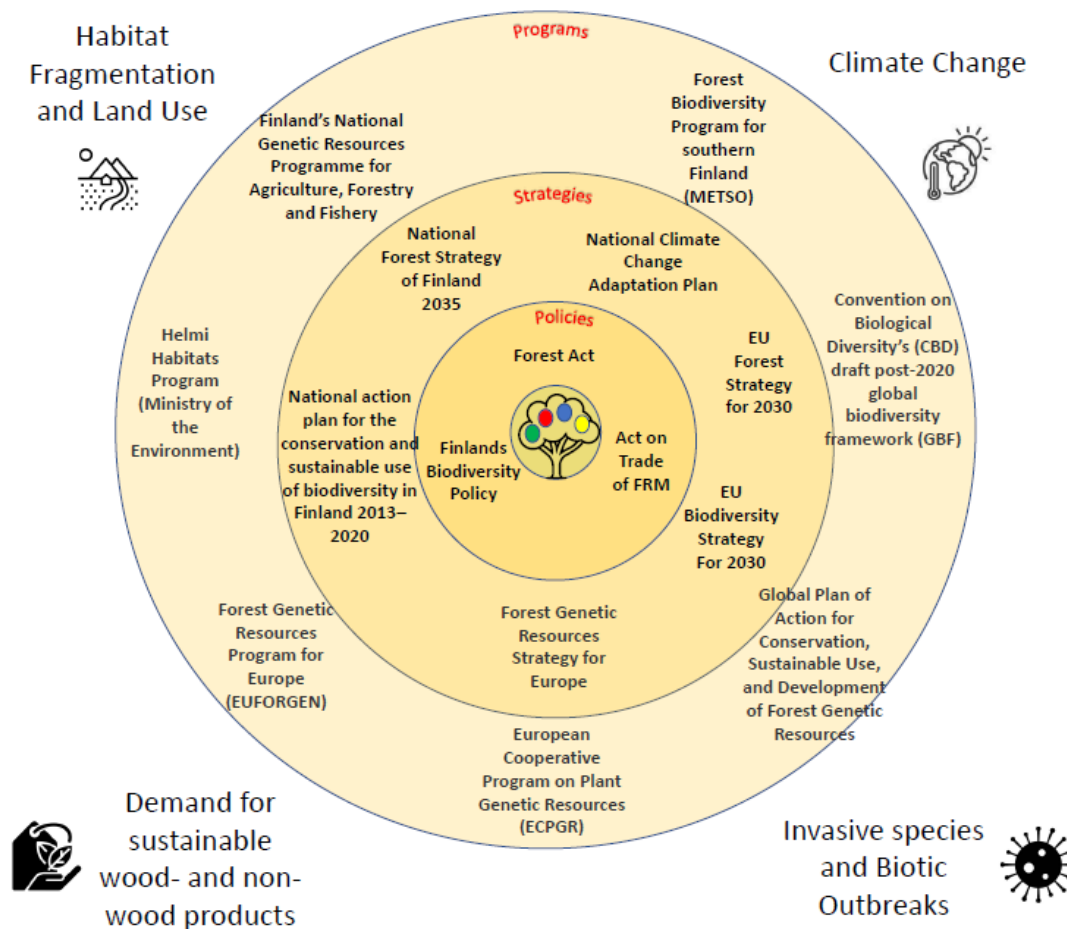 Habitat
Fragmentation
and Land Use
Programs
Climate Change
Finland's National
Genetic Resources
Programme for
Agriculture, Forestry
and Fishery
Forest
Biodiversity
Program for
southern
Finland
(METSO)
Strategies
National
Forest Strategy
of Finland
2035
National Climate
Change
Adaptation Plan
Helmi
Habitats
Program
(Ministry of
the
Environment)
Policies
Forest Act
EU
Forest
Strategy
for 2030
Convention on
Biological
Diversity's (CBD)
draft post-2020
global
biodiversity
framework (GBF)
National action
plan for the
conservation and
sustainable use
of biodiversity in
Finland 2013–
2020
Finlands
Biodiversity
Policy
Act on
Trade
of FRM
EU
Biodiversity
Strategy
For 2030
Forest Genetic
Resources
Program for
Europe
(EUFORGEN)
Forest Genetic
Resources
Strategy for
Europe
Global Plan of
Action for
Conservation,
Sustainable Use,
and Development
of Forest Genetic
Resources
European
Cooperative
Program on Plant
Genetic Resources
(ECPGR)
Demand for
sustainable
wood- and non-
wood products
Invasive species
and Biotic
Outbreaks